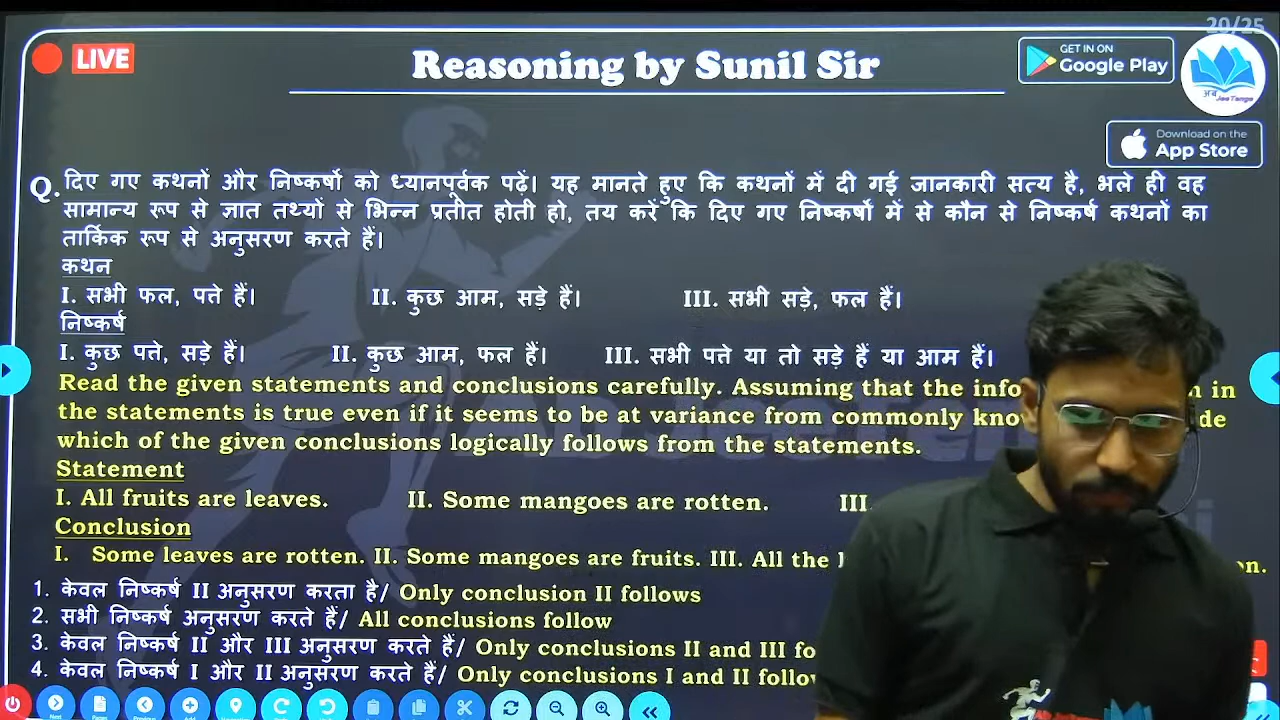 20/25
LIVE
Reasoning by Sunil Sir
GET IN ON
Google Play
Download on the
App Store
Q. दिए गए कथनों और निष्कर्षो को ध्यानपूर्वक पढ़ें। यह मानते हुए कि कथनों में दी गई जानकारी सत्य है, भले ही वह
सामान्य रूप से ज्ञात तथ्यों से भिन्न प्रतीत होती हो, तय करें कि दिए गए निष्कर्षो में से कौन से निष्कर्ष कथनों का
तार्किक रूप से अनुसरण करते हैं।
कथन
I. सभी फल, पत्ते हैं। II. कुछ आम, सड़े हैं। III. सभी सड़े, फल हैं।
निष्कर्ष
I. कुछ पत्ते, सड़े हैं। II. कुछ आम, फल हैं। III. सभी पत्ते या तो सड़े हैं या आम हैं।
Read the given statements and conclusions carefully. Assuming that the info n in
the statements is true even if it seems to be at variance from commonly kno de
which of the given conclusions logically follows from the statements.
Statement
I. All fruits are leaves. II. Some mangoes are rotten. III
Conclusion
I. Some leaves are rotten. II. Some mangoes are fruits. III. All the on.
1. केवल निष्कर्ष II अनुसरण करता है/ Only conclusion II follows
2. सभी निष्कर्ष अनुसरण करते हैं/ All conclusions follow
3. केवल निष्कर्ष II और III अनुसरण करते हैं/ Only conclusions II and III fo
4. केवल निष्कर्ष I और II अनुसरण करते हैं/ Only conclusions I and II follow